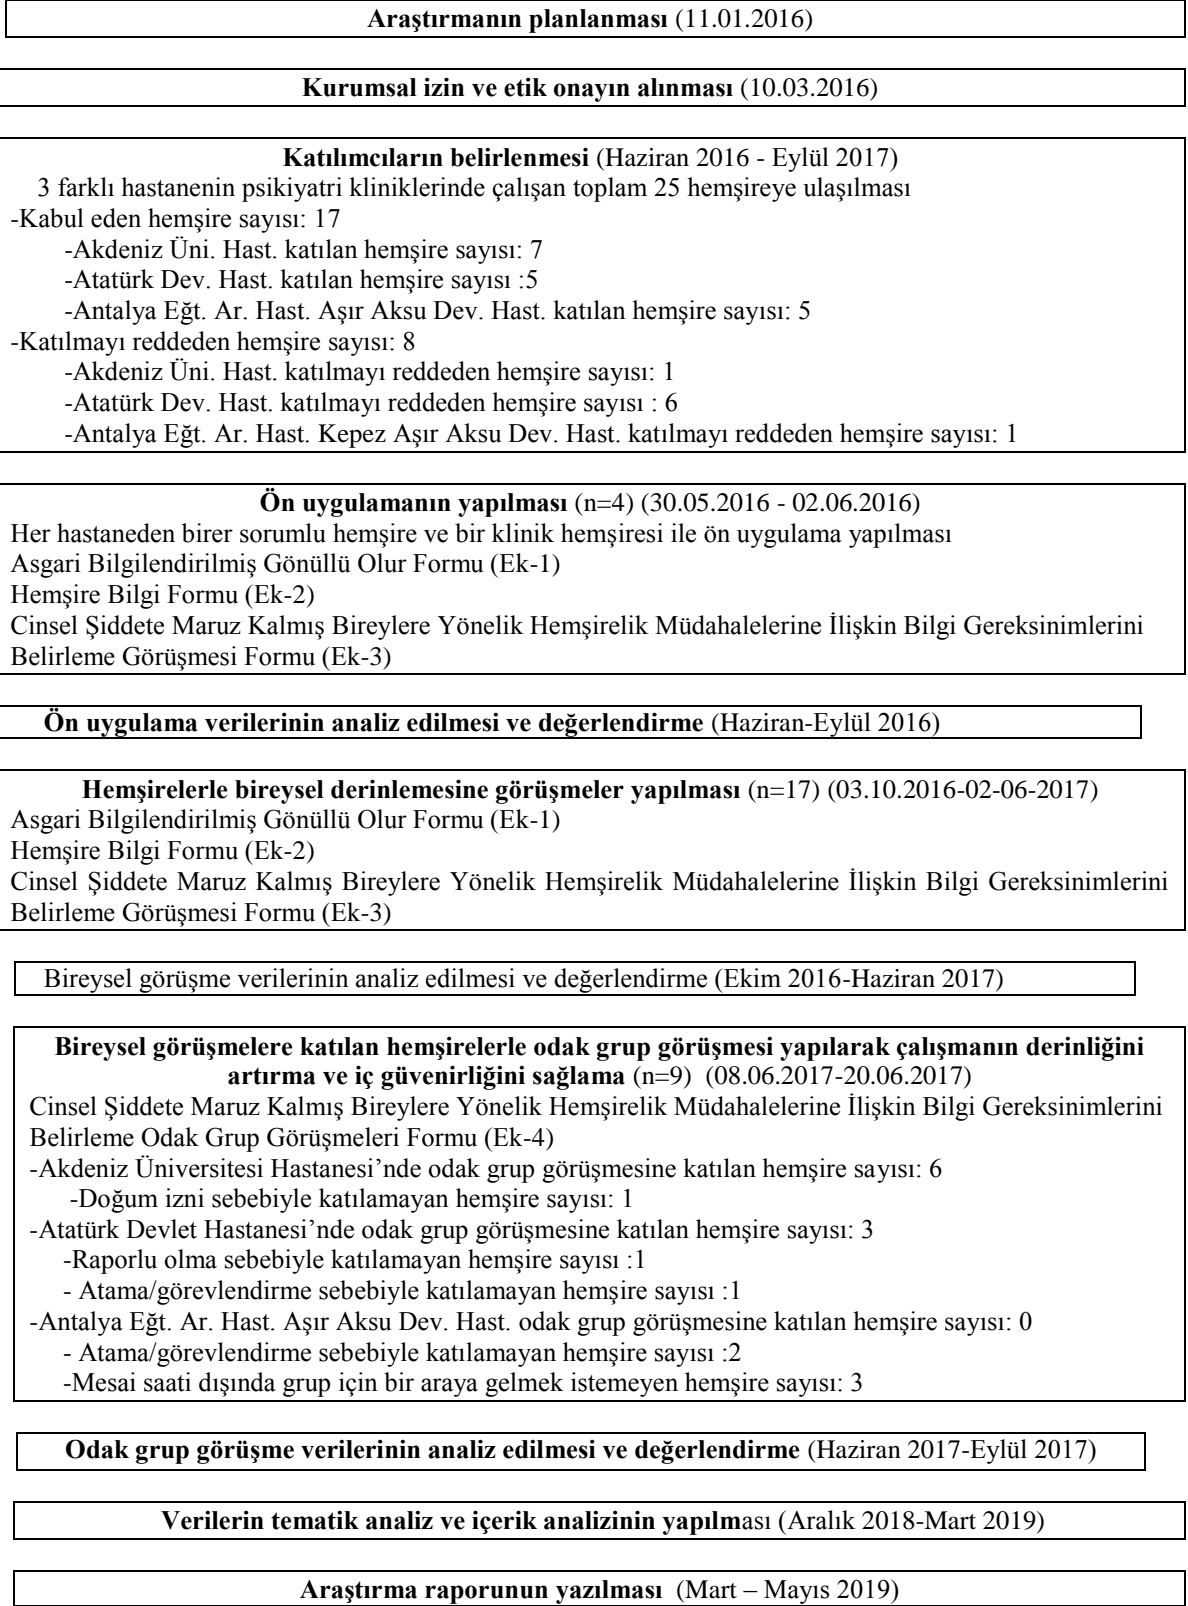 Araştırmanın planlanması (11.01.2016)
Kurumsal izin ve etik onayın alınması (10.03.2016)
Katılımcıların belirlenmesi (Haziran 2016 - Eylül 2017)
3 farklı hastanenin psikiyatri kliniklerinde çalışan toplam 25 hemşireye ulaşılması
-Kabul eden hemşire sayısı: 17
-Akdeniz Üni. Hast. katılan hemşire sayısı: 7
-Atatürk Dev. Hast. katılan hemşire sayısı :5
-Antalya Eğt. Ar. Hast. Aşır Aksu Dev. Hast. katılan hemşire sayısı: 5
-Katılmayı reddeden hemşire sayısı: 8
-Akdeniz Üni. Hast. katılmayı reddeden hemşire sayısı: 1
-Atatürk Dev. Hast. katılmayı reddeden hemşire sayısı : 6
-Antalya Eğt. Ar. Hast. Kepez Aşır Aksu Dev. Hast. katılmayı reddeden hemşire sayısı: 1
Ön uygulamanın yapılması (n=4) (30.05.2016 - 02.06.2016)
Her hastaneden birer sorumlu hemşire ve bir klinik hemşiresi ile ön uygulama yapılması
Asgari Bilgilendirilmiş Gönüllü Olur Formu (Ek-1)
Hemşire Bilgi Formu (Ek-2)
Cinsel Şiddete Maruz Kalmış Bireylere Yönelik Hemşirelik Müdahalelerine İlişkin Bilgi Gereksinimlerini
Belirleme Görüşmesi Formu (Ek-3)
Ön uygulama verilerinin analiz edilmesi ve değerlendirme (Haziran-Eylül 2016)
Hemşirelerle bireysel derinlemesine görüşmeler yapılması (n=17) (03.10.2016-02-06-2017)
Asgari Bilgilendirilmiş Gönüllü Olur Formu (Ek-1)
Hemşire Bilgi Formu (Ek-2)
Cinsel Şiddete Maruz Kalmış Bireylere Yönelik Hemşirelik Müdahalelerine İlişkin Bilgi Gereksinimlerini
Belirleme Görüşmesi Formu (Ek-3)
Bireysel görüşme verilerinin analiz edilmesi ve değerlendirme (Ekim 2016-Haziran 2017)
Bireysel görüşmelere katılan hemşirelerle odak grup görüşmesi yapılarak çalışmanın derinliğini
artırma ve iç güvenirliğini sağlama (n=9) (08.06.2017-20.06.2017)
Cinsel Şiddete Maruz Kalmış Bireylere Yönelik Hemşirelik Müdahalelerine İlişkin Bilgi Gereksinimlerini
Belirleme Odak Grup Görüşmeleri Formu (Ek-4)
-Akdeniz Üniversitesi Hastanesi’nde odak grup görüşmesine katılan hemşire sayısı: 6
-Doğum izni sebebiyle katılamayan hemşire sayısı: 1
-Atatürk Devlet Hastanesi’nde odak grup görüşmesine katılan hemşire sayısı: 3
-Raporlu olma sebebiyle katılamayan hemşire sayısı :1
- Atama/görevlendirme sebebiyle katılamayan hemşire sayısı :1
-Antalya Eğt. Ar. Hast. Aşır Aksu Dev. Hast. odak grup görüşmesine katılan hemşire sayısı: 0
- Atama/görevlendirme sebebiyle katılamayan hemşire sayısı :2
-Mesai saati dışında grup için bir araya gelmek istemeyen hemşire sayısı: 3
Odak grup görüşme verilerinin analiz edilmesi ve değerlendirme (Haziran 2017-Eylül 2017)
Verilerin tematik analiz ve içerik analizinin yapılması (Aralık 2018-Mart 2019)
Araştırma raporunun yazılması (Mart – Mayıs 2019)